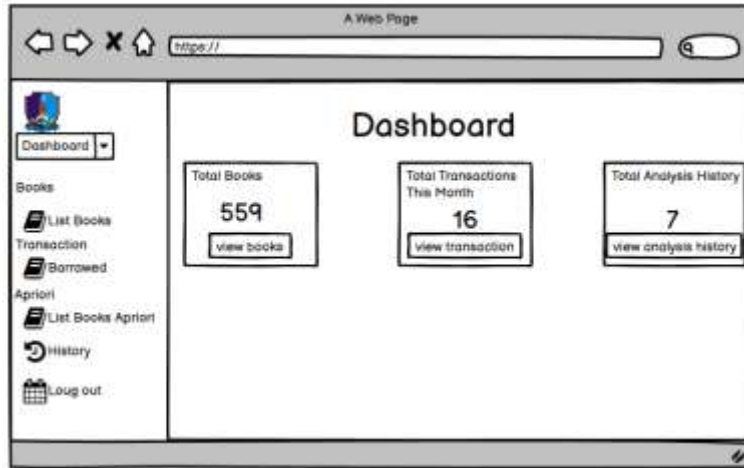 A Web Page
https://
Dashboard
Books
List Books
Transaction
Borrowed
Apriori
List Books Apriori
History
Loug out
Dashboard
Total Books
559
view books
Total Transactions
This Month
16
view transaction
Total Analysis History
7
view analysis history